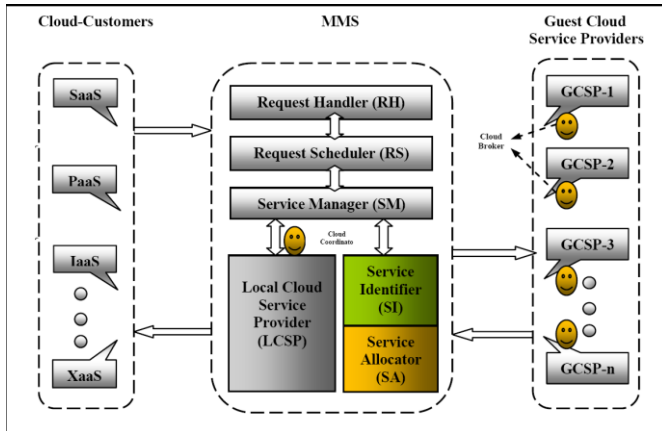 Cloud-Customers
MMS
Guest Cloud
Service Providers
SaaS
PaaS
IaaS
XaaS
Request Handler (RH)
Request Scheduler (RS)
Service Manager (SM)
Cloud
Coordinato
Local Cloud
Service
Provider
(LCSP)
Service
Identifier
(SI)
Service
Allocator
(SA)
GCSP-1
Cloud
Broker
GCSP-2
GCSP-3
GCSP-n